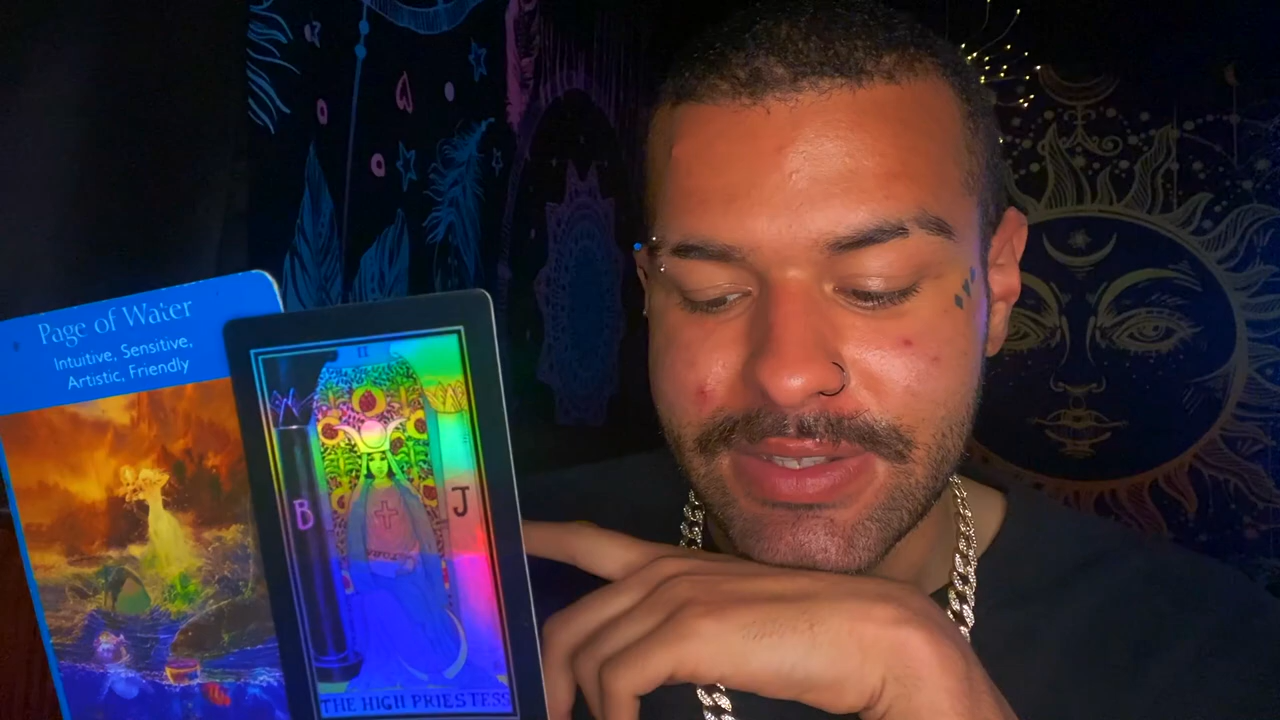 Page of Water
Intuitive, Sensitive,
Artistic, Friendly
II
B
J
THE HIGH PRIESTESS